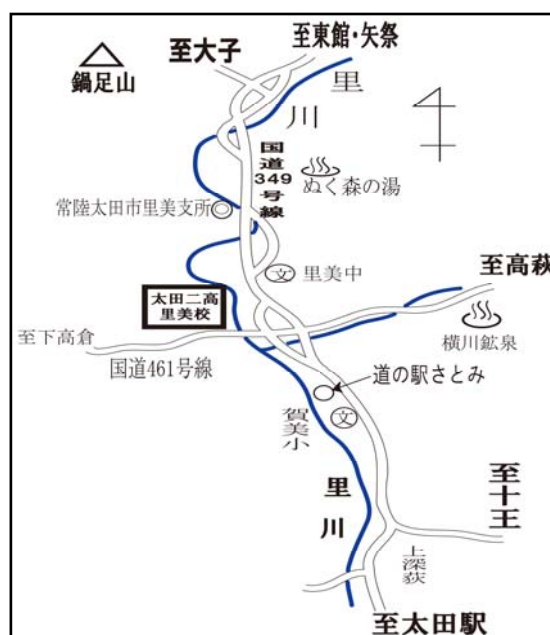 至東館・矢祭
至大子
鍋足山
里川
国道349号線
ぬく森の湯
常陸太田市里美支所
文
里美中
至高萩
太田二高
里美校
至下高倉
横川鉱泉
国道461号線
道の駅さとみ
文
賀美小
里川
至十王
上深荻
至太田駅